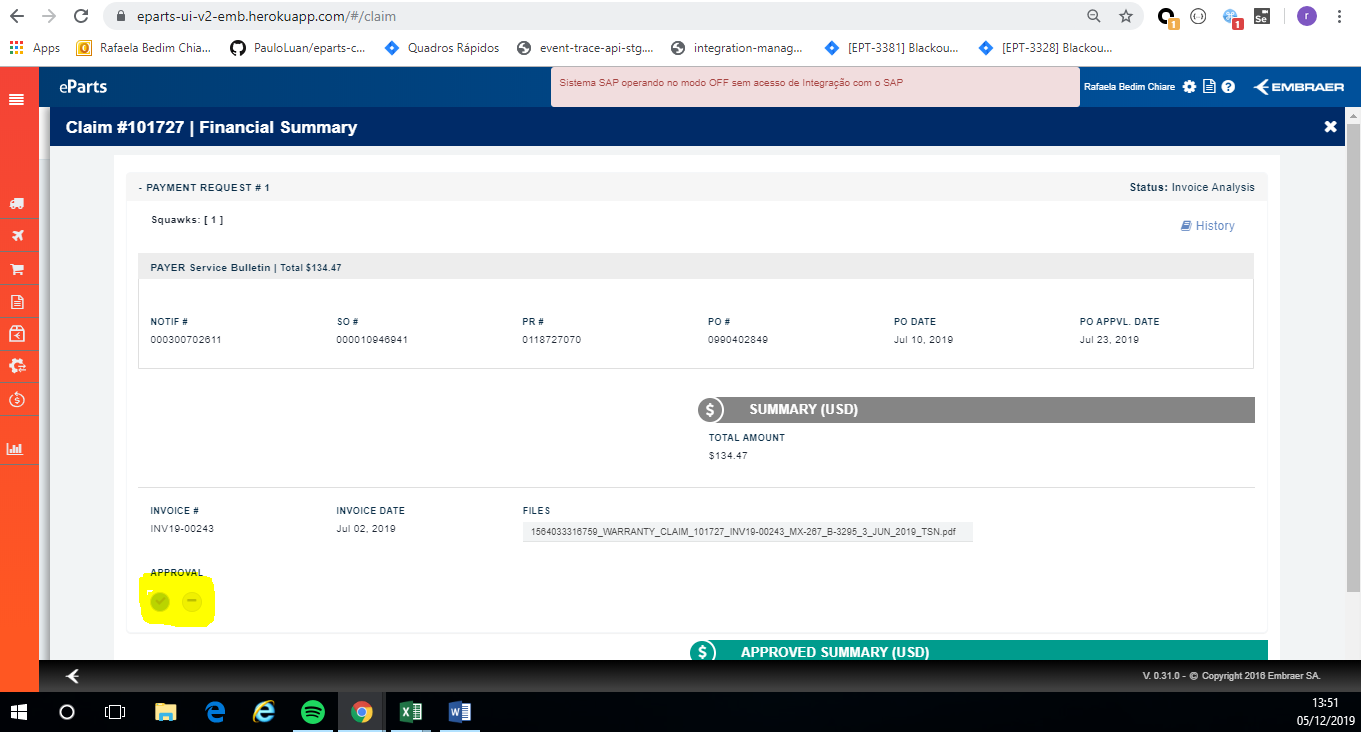 eparts-ui-v2-emb.herokuapp.com/#/claim
1
1
Se
r
Apps
Rafaela Bedim Chia...
PauloLuan/eparts-c...
Quadros Rápidos
event-trace-api-stg....
integration-manag...
[EPT-3381] Blackou...
[EPT-3328] Blackou...
eParts
Sistema SAP operando no modo OFF sem acesso de Integração com o SAP
Rafaela Bedim Chiare
EMBRAER
Claim #101727 | Financial Summary
- PAYMENT REQUEST # 1
Status: Invoice Analysis
Squawks: [ 1 ]
History
PAYER Service Bulletin | Total $134.47
NOTIF # SO # PR # PO # PO DATE PO APPVL. DATE
000300702611 000010946941 0118727070 0990402849 Jul 10, 2019 Jul 23, 2019
$ SUMMARY (USD)
TOTAL AMOUNT
$134.47
INVOICE # INVOICE DATE FILES
INV19-00243 Jul 02, 2019 1564033316759_WARRANTY_CLAIM_101727_INV19-00243_MX-267_B-3295_3_JUN_2019_TSN.pdf
APPROVAL
$ APPROVED SUMMARY (USD)
V. 0.31.0 - © Copyright 2016 Embraer SA.
13:51
05/12/2019